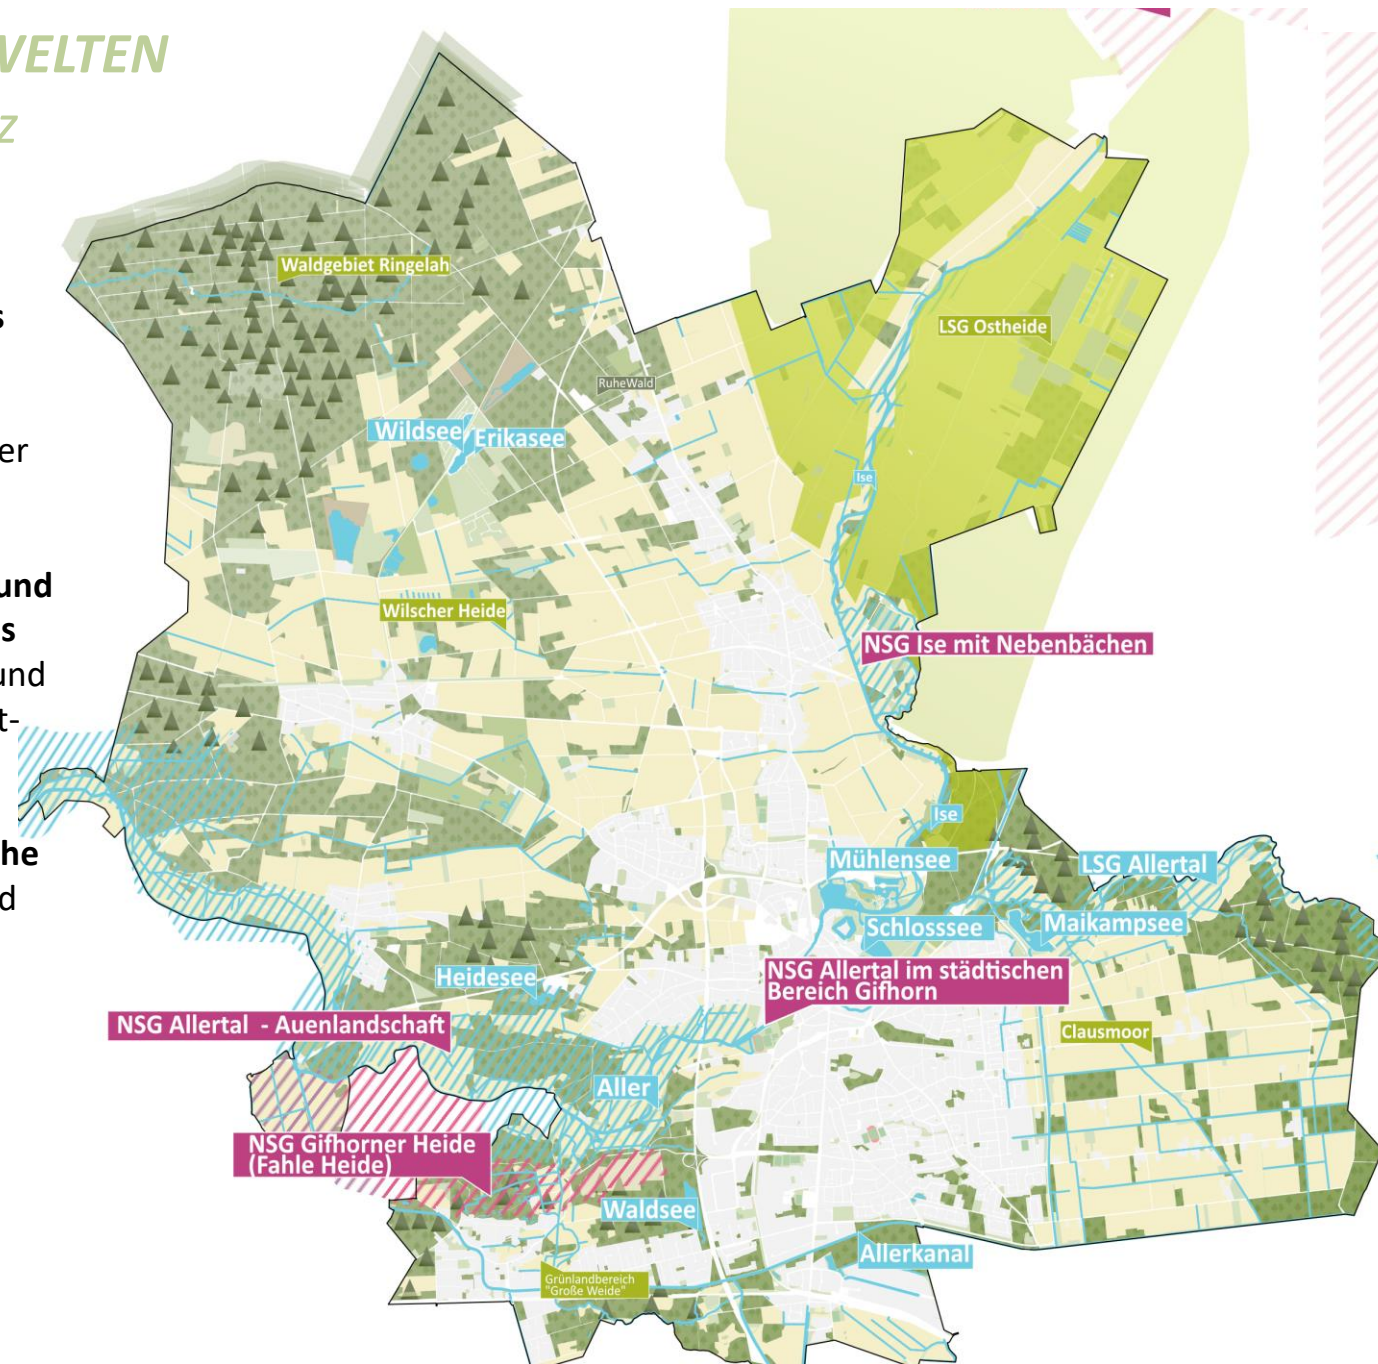 VELTEN
Z
s
er
und
s
und
t-
he
d
Waldgebiet Ringelah
LSG Ostheide
RuheWald
Wildsee
Erikasee
Ise
Wilscher Heide
NSG Ise mit Nebenbächen
Ise
Mühlensee
LSG Allertal
Schlosssee
Maikampsee
Heidesee
NSG Allertal im städtischen
Bereich Gifhorn
NSG Allertal - Auenlandschaft
Clausmoor
Aller
NSG Gifhorner Heide
(Fahle Heide)
Waldsee
Allerkanal
Grünlandbereich
"Große Weide"